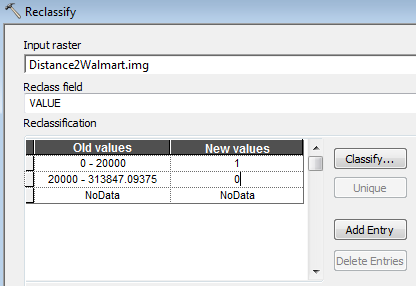 Reclassify
Input raster
Distance2Walmart.img
Reclass field
VALUE
Reclassification
Old values New values
0 - 20000 1
20000 - 313847.09375 0
NoData NoData
Classify...
Unique
Add Entry
Delete Entries